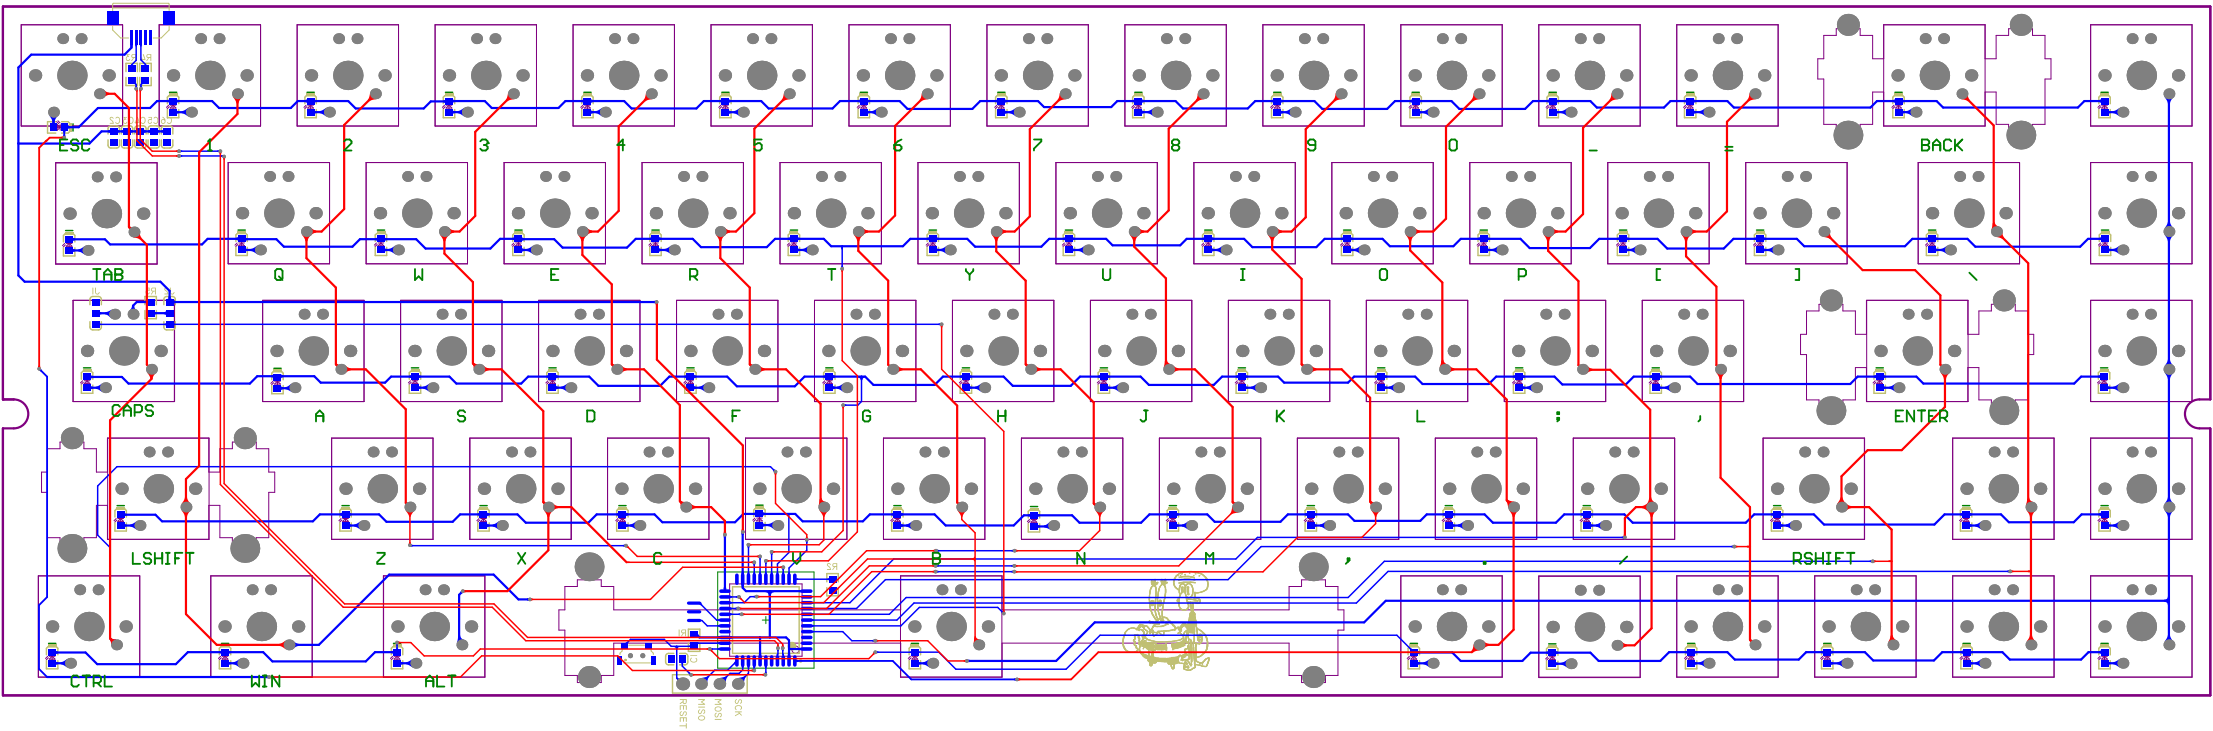 ESC 1 2 3 4 5 6 7 8 9 0 - = BACK
TAB Q W E R T Y U I O P [ ] \
CAPS A S D F G H J K L ; , ENTER
LSHIFT Z X C V B N M , . / RSHIFT
R2
CTRL WIN ALT
RESET MISO MOSI SCK